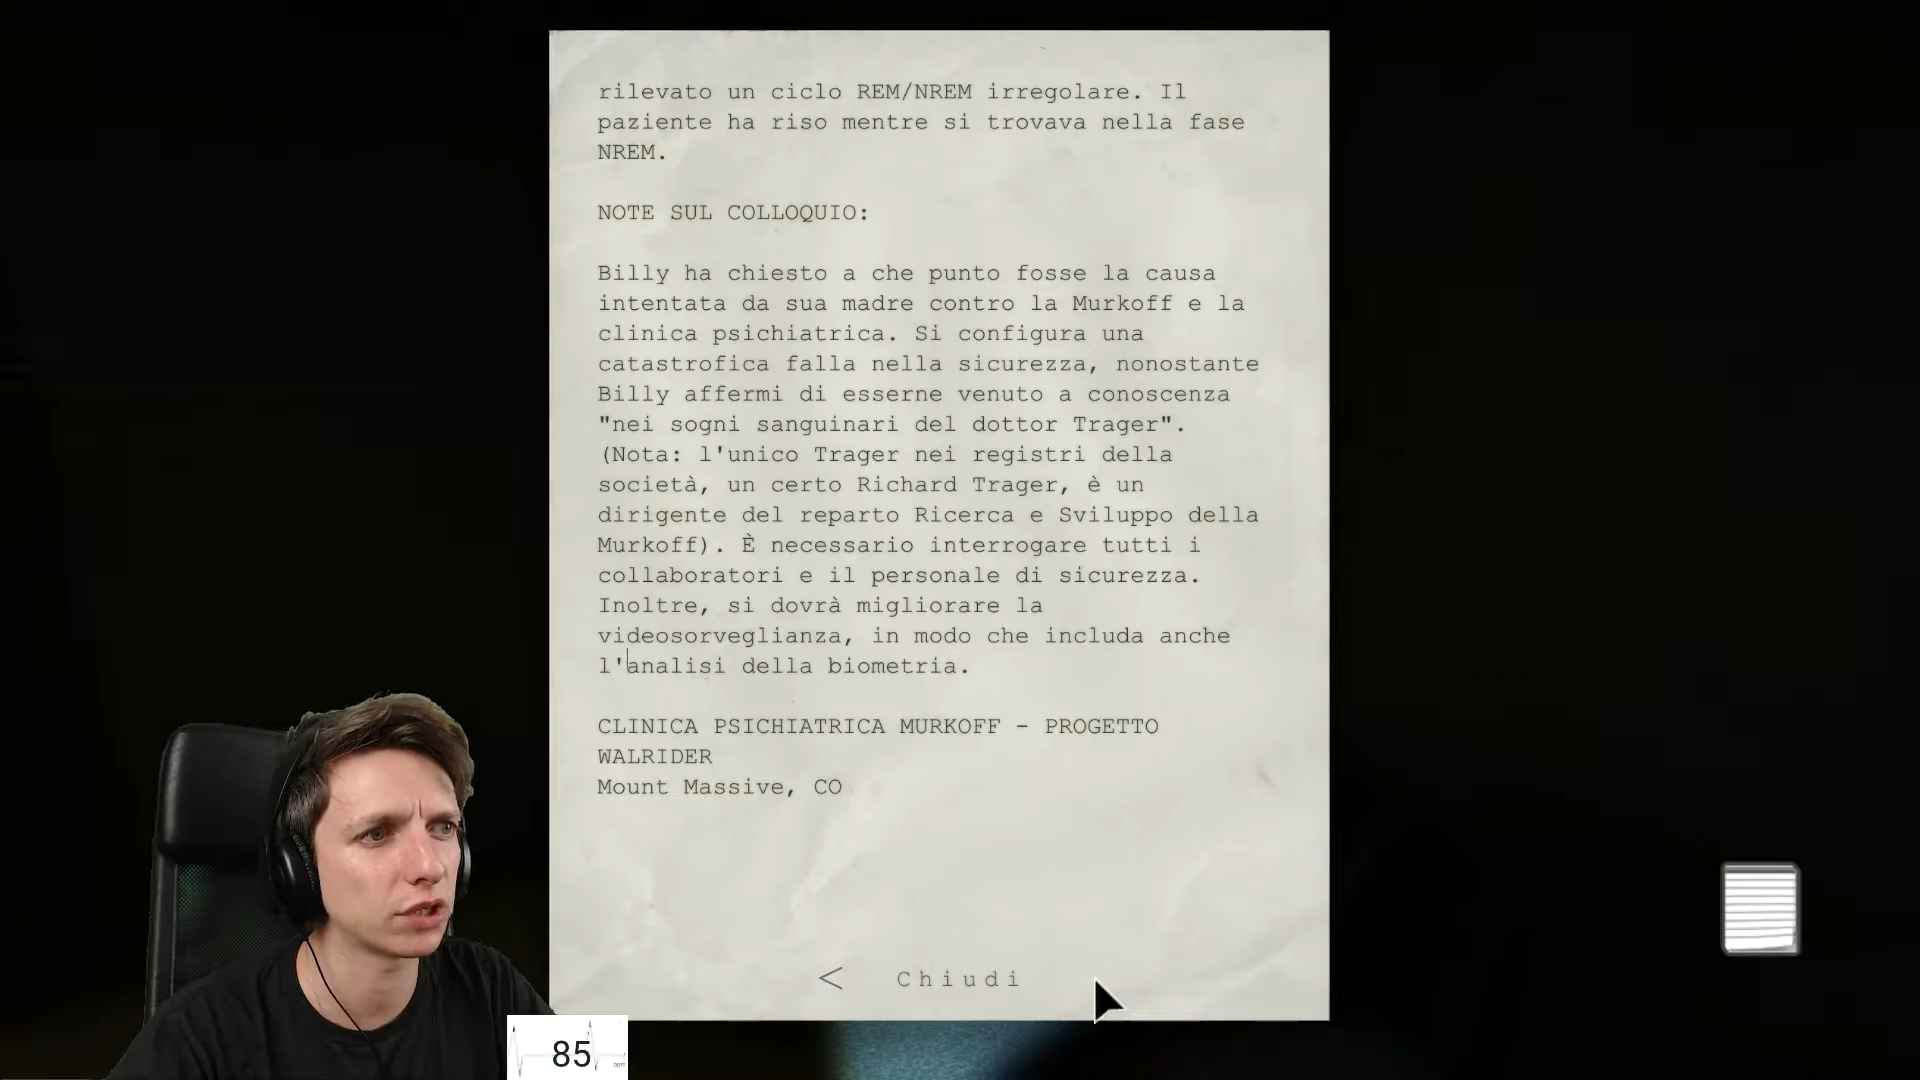 rilevato un ciclo REM/NREM irregolare. Il
paziente ha riso mentre si trovava nella fase
NREM.
NOTE SUL COLLOQUIO:
Billy ha chiesto a che punto fosse la causa
intentata da sua madre contro la Murkoff e la
clinica psichiatrica. Si configura una
catastrofica falla nella sicurezza, nonostante
Billy affermi di esserne venuto a conoscenza
"nei sogni sanguinari del dottor Trager".
(Nota: l'unico Trager nei registri della
società, un certo Richard Trager, è un
dirigente del reparto Ricerca e Sviluppo della
Murkoff). È necessario interrogare tutti i
collaboratori e il personale di sicurezza.
Inoltre, si dovrà migliorare la
videosorveglianza, in modo che includa anche
l'analisi della biometria.
CLINICA PSICHIATRICA MURKOFF - PROGETTO
WALRIDER
Mount Massive, CO
< Chiudi
85
bpm